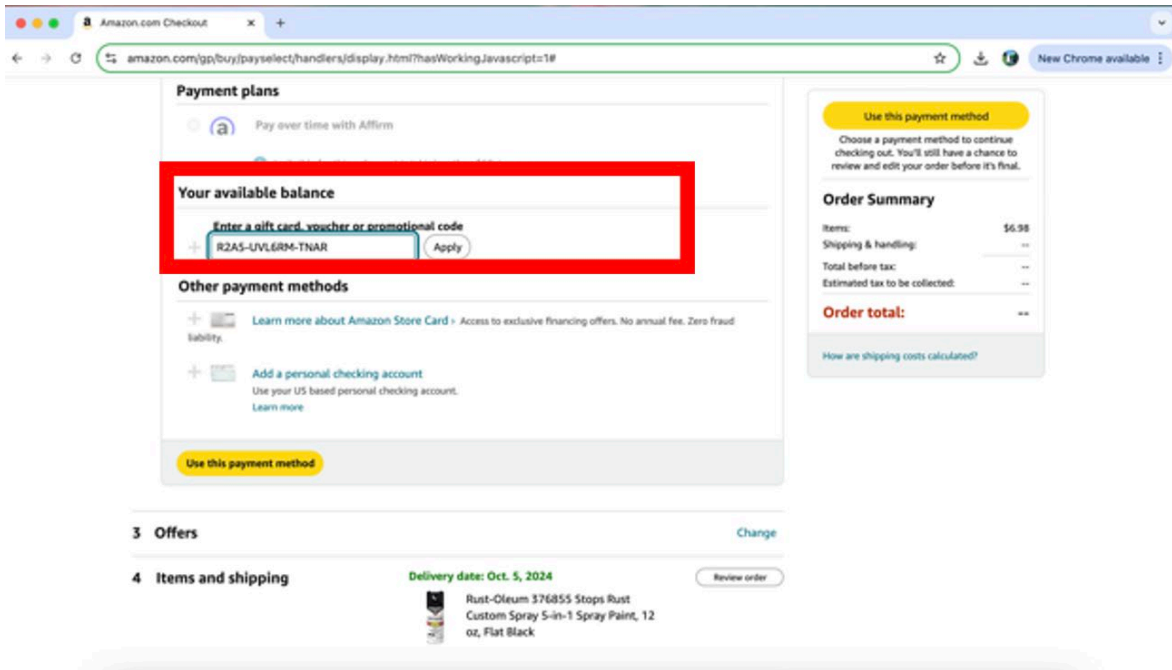 Amazon.com Checkout
amazon.com/gp/buy/payselect/handlers/display.html?hasWorkingJavascript=1#
New Chrome available
Payment plans
Pay over time with Affirm
Your available balance
Enter a gift card, voucher or promotional code
R2AS-UVL6RM-TNAR
Apply
Other payment methods
Learn more about Amazon Store Card › Access to exclusive financing offers. No annual fee. Zero fraud
liability.
Add a personal checking account
Use your US based personal checking account.
Learn more
Use this payment method
Use this payment method
Choose a payment method to continue
checking out. You'll still have a chance to
review and edit your order before it's final.
Order Summary
Items: $6.98
Shipping & handling: --
Total before tax: --
Estimated tax to be collected: --
Order total: --
How are shipping costs calculated?
3 Offers Change
4 Items and shipping
Delivery date: Oct. 5, 2024
Review order
Rust-Oleum 376855 Stops Rust
Custom Spray 5-in-1 Spray Paint, 12
oz, Flat Black